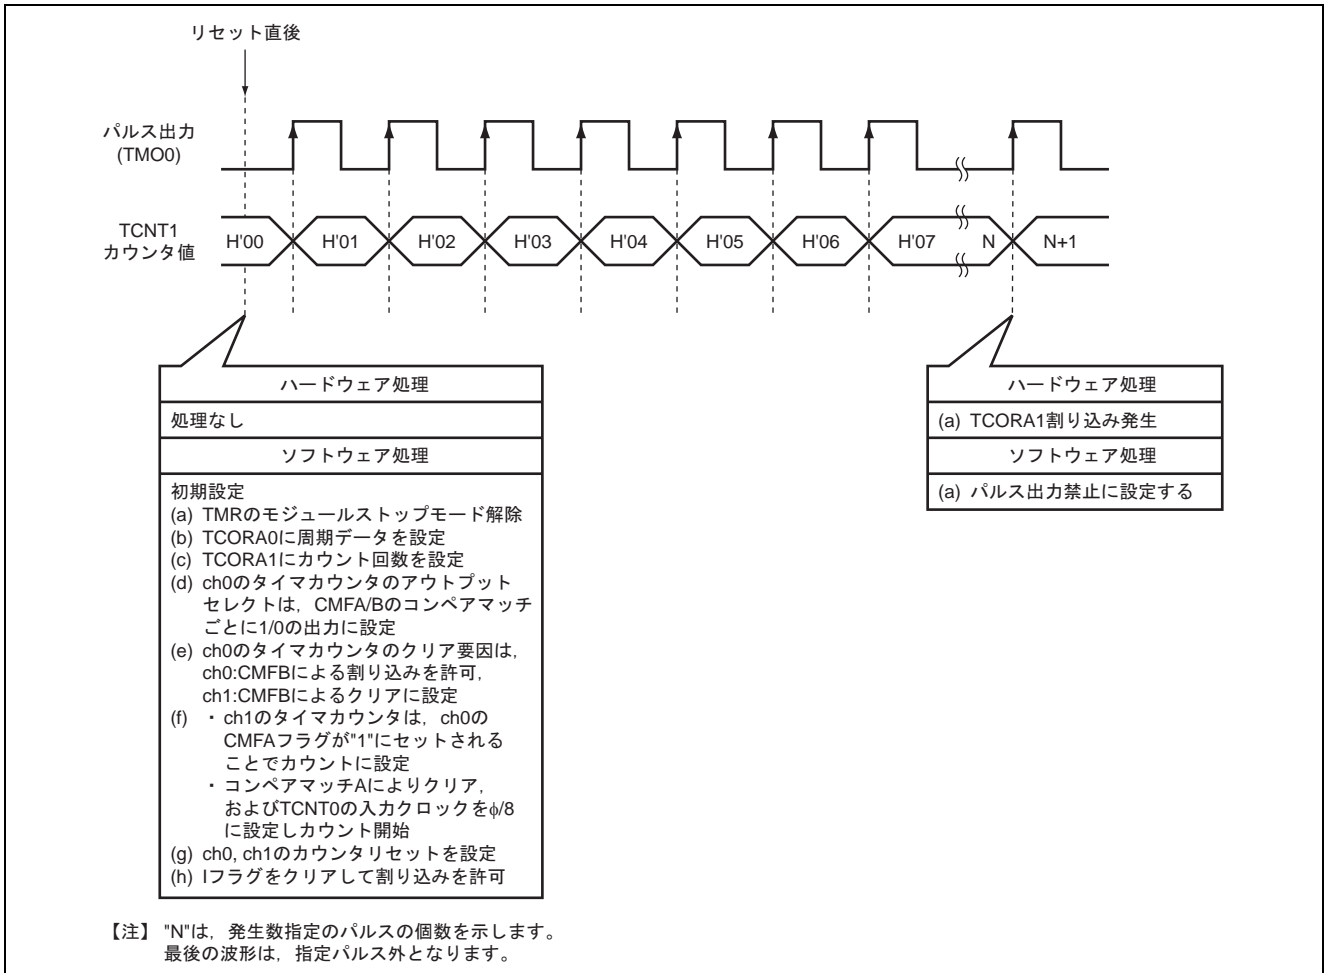 リセット直後
パルス出力
(TMO0)
TCNT1
カウンタ値
H'00
H'01
H'02
H'03
H'04
H'05
H'06
H'07
N
N+1
ハードウェア処理
処理なし
ソフトウェア処理
初期設定
(a) TMRのモジュールストップモード解除
(b) TCORA0に周期データを設定
(c) TCORA1にカウント回数を設定
(d) ch0のタイマカウンタのアウトプット
セレクトは，CMFA/Bのコンペアマッチ
ごとに1/0の出力に設定
(e) ch0のタイマカウンタのクリア要因は，
ch0:CMFBによる割り込みを許可，
ch1:CMFBによるクリアに設定
(f) ・ch1のタイマカウンタは，ch0の
CMFAフラグが"1"にセットされる
ことでカウントに設定
・コンペアマッチAによりクリア，
およびTCNT0の入力クロックをφ/8
に設定しカウント開始
(g) ch0, ch1のカウンタリセットを設定
(h) Iフラグをクリアして割り込みを許可
ハードウェア処理
(a) TCORA1割り込み発生
ソフトウェア処理
(a) パルス出力禁止に設定する
【注】 "N"は，発生数指定のパルスの個数を示します。
最後の波形は，指定パルス外となります。